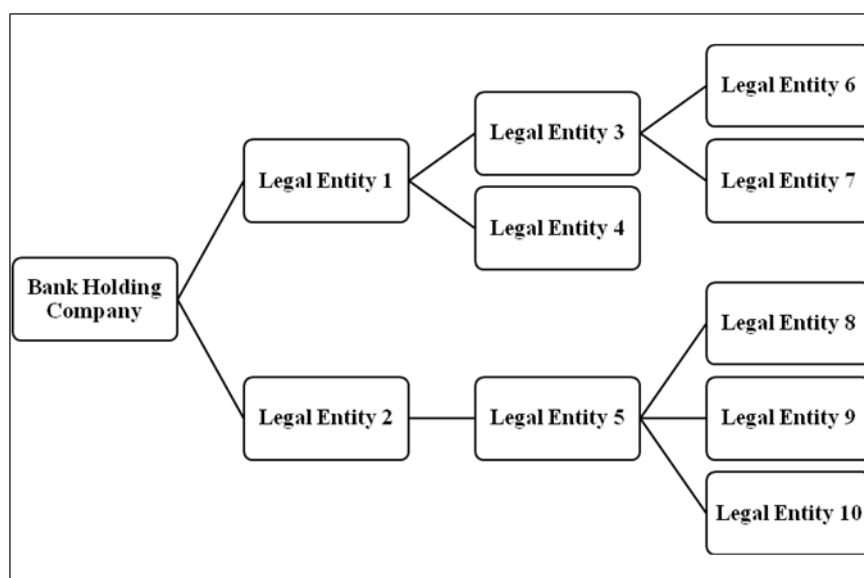 Legal Entity 6
Legal Entity 3
Legal Entity 1
Legal Entity 7
Legal Entity 4
Bank Holding
Company
Legal Entity 8
Legal Entity 2
Legal Entity 5
Legal Entity 9
Legal Entity 10